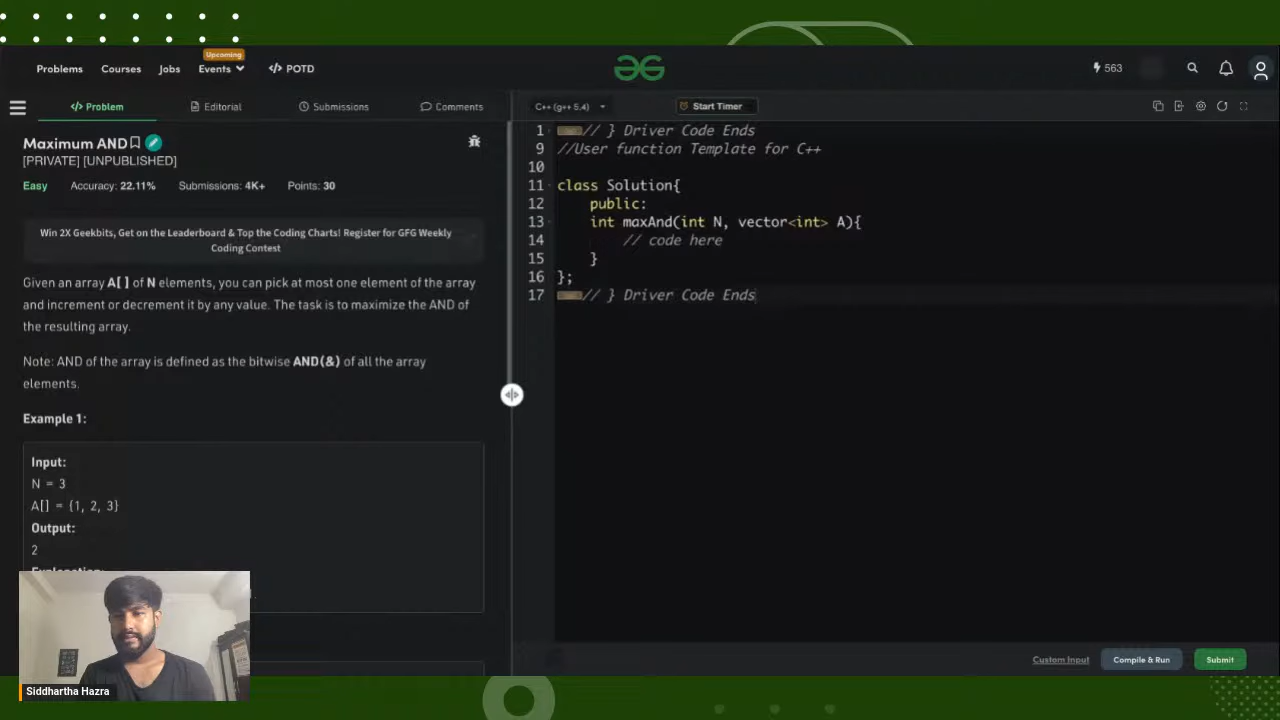 Upcoming
Problems
Courses
Jobs
Events
</> POTD
563
</> Problem
Editorial
Submissions
Comments
C++ (g++ 5.4)
Start Timer
Maximum AND
[PRIVATE] [UNPUBLISHED]
Easy
Accuracy: 22.11%
Submissions: 4K+
Points: 30
Win 2X Geekbits, Get on the Leaderboard & Top the Coding Charts! Register for GFG Weekly
Coding Contest
Given an array A[ ] of N elements, you can pick at most one element of the array
and increment or decrement it by any value. The task is to maximize the AND of
the resulting array.
Note: AND of the array is defined as the bitwise AND(&) of all the array
elements.
Example 1:
Input:
N = 3
A[] = {1, 2, 3}
Output:
2
1 // } Driver Code Ends
9 //User function Template for C++
10
11 class Solution{
12 public:
13 int maxAnd(int N, vector<int> A){
14 // code here
15 }
16 };
17 // } Driver Code Ends
Custom Input
Compile & Run
Submit
Siddhartha Hazra